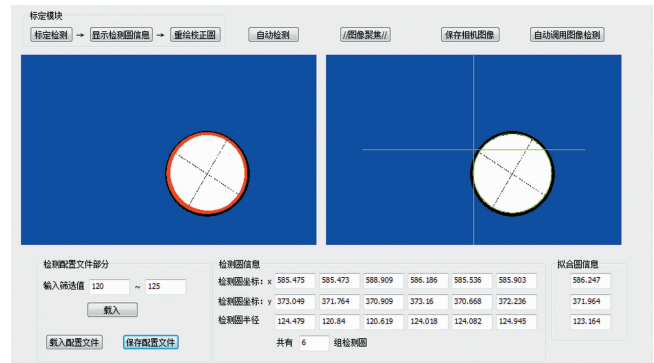 标定模块
标定检测 → 显示检测圆信息 → 重绘校正圆 自动检测 //图像聚集// 保存相机图像 自动调用图像检测
检测配置文件部分 检测圆信息 拟合圆信息
输入筛选值 120 ~ 125 检测圆坐标: x 585.475 585.473 588.909 586.186 585.536 585.903 586.247
载入 检测圆坐标: y 373.049 371.764 370.909 373.16 370.668 372.236 371.964
检测圆半径 124.479 120.84 120.619 124.018 124.082 124.945 123.164
载入配置文件 保存配置文件 共有 6 组检测圆